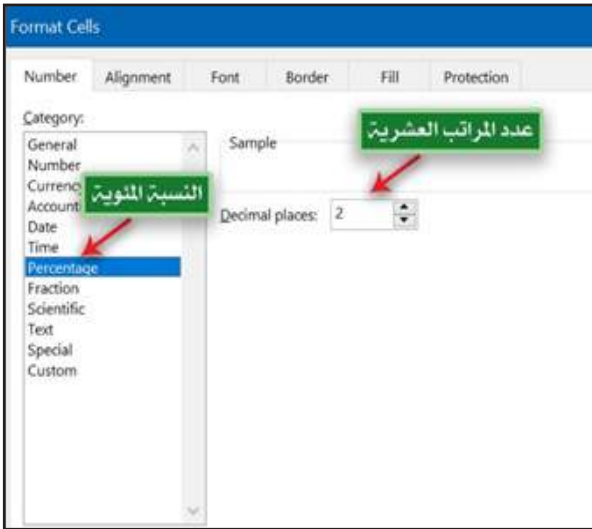 Format Cells
Number Alignment Font Border Fill Protection
Category:
General
Number
Currency
Account
Date
Time
Percentage
Fraction
Scientific
Text
Special
Custom
النسبة المئوية
Sample
عدد المراتب العشرية
Decimal places: 2